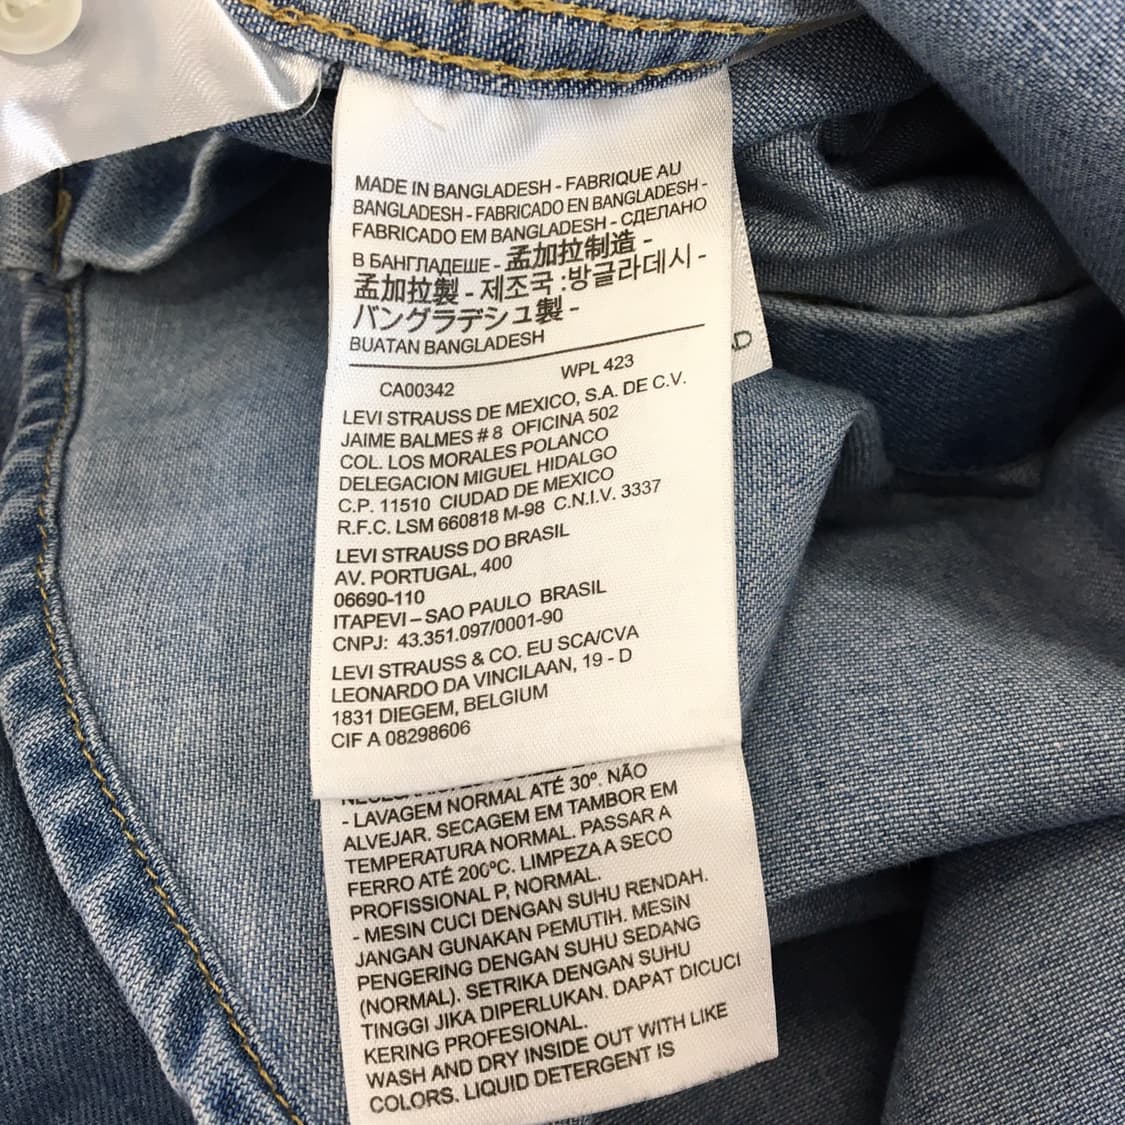 MADE IN BANGLADESH - FABRIQUE AU
BANGLADESH - FABRICADO EN BANGLADESH -
FABRICADO EM BANGLADESH - СДЕЛАНО
В БАНГЛАДЕШЕ - 孟加拉制造 -
孟加拉製 - 제조국 :방글라데시 -
バングラデシュ製 -
BUATAN BANGLADESH
CA00342 WPL 423
LEVI STRAUSS DE MEXICO, S.A. DE C.V.
JAIME BALMES # 8 OFICINA 502
COL. LOS MORALES POLANCO
DELEGACION MIGUEL HIDALGO
C.P. 11510 CIUDAD DE MEXICO
R.F.C. LSM 660818 M-98 C.N.I.V. 3337
LEVI STRAUSS DO BRASIL
AV. PORTUGAL, 400
06690-110
ITAPEVI – SAO PAULO BRASIL
CNPJ: 43.351.097/0001-90
LEVI STRAUSS & CO. EU SCA/CVA
LEONARDO DA VINCILAAN, 19 - D
1831 DIEGEM, BELGIUM
CIF A 08298606
- LAVAGEM NORMAL ATÉ 30º. NÃO
ALVEJAR. SECAGEM EM TAMBOR EM
TEMPERATURA NORMAL. PASSAR A
FERRO ATÉ 200ºC. LIMPEZA A SECO
PROFISSIONAL P, NORMAL.
- MESIN CUCI DENGAN SUHU RENDAH.
JANGAN GUNAKAN PEMUTIH. MESIN
PENGERING DENGAN SUHU SEDANG
(NORMAL). SETRIKA DENGAN SUHU
TINGGI JIKA DIPERLUKAN. DAPAT DICUCI
KERING PROFESIONAL.
WASH AND DRY INSIDE OUT WITH LIKE
COLORS. LIQUID DETERGENT IS